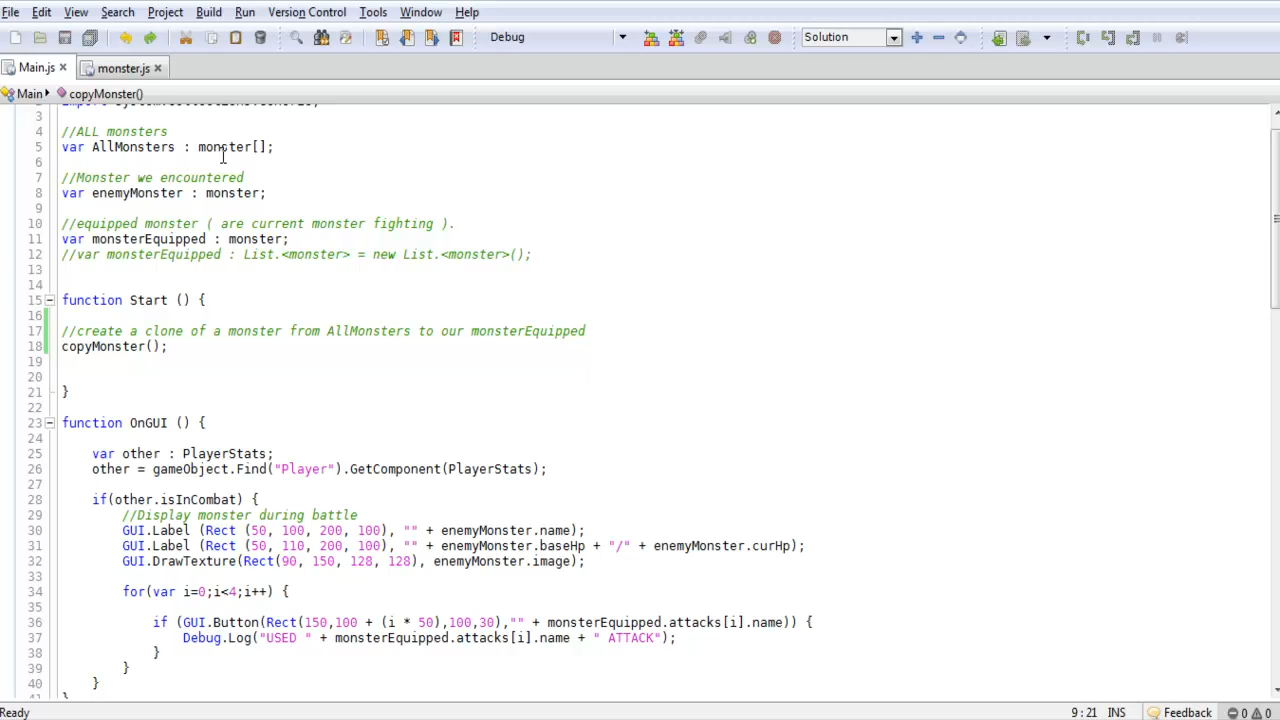 File Edit View Search Project Build Run Version Control Tools Window Help
Debug Solution
Main.js monster.js
Main copyMonster()
3
4 //ALL monsters
5 var AllMonsters : monster[];
6
7 //Monster we encountered
8 var enemyMonster : monster;
9
10 //equipped monster ( are current monster fighting ).
11 var monsterEquipped : monster;
12 //var monsterEquipped : List.<monster> = new List.<monster>();
13
14
15 function Start () {
16
17 //create a clone of a monster from AllMonsters to our monsterEquipped
18 copyMonster();
19
20
21 }
22
23 function OnGUI () {
24
25 var other : PlayerStats;
26 other = gameObject.Find("Player").GetComponent(PlayerStats);
27
28 if(other.isInCombat) {
29 //Display monster during battle
30 GUI.Label (Rect (50, 100, 200, 100), "" + enemyMonster.name);
31 GUI.Label (Rect (50, 110, 200, 100), "" + enemyMonster.baseHp + "/" + enemyMonster.curHp);
32 GUI.DrawTexture(Rect(90, 150, 128, 128), enemyMonster.image);
33
34 for(var i=0;i<4;i++) {
35
36 if (GUI.Button(Rect(150,100 + (i * 50),100,30),"" + monsterEquipped.attacks[i].name)) {
37 Debug.Log("USED " + monsterEquipped.attacks[i].name + " ATTACK");
38 }
39 }
40 }
Ready 9 : 21 INS Feedback 0 0